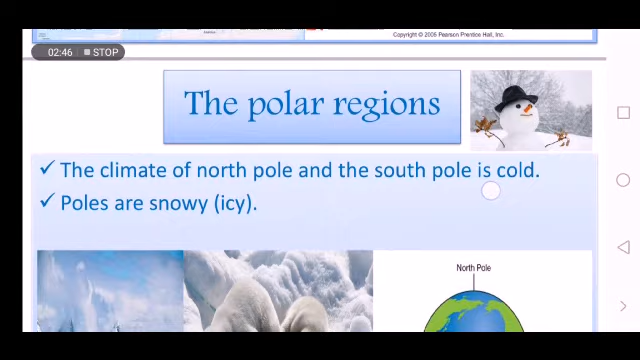 Copyright © 2006 Pearson Prentice Hall, Inc.
02:46 STOP
The polar regions
✓ The climate of north pole and the south pole is cold.
✓ Poles are snowy (icy).
North Pole